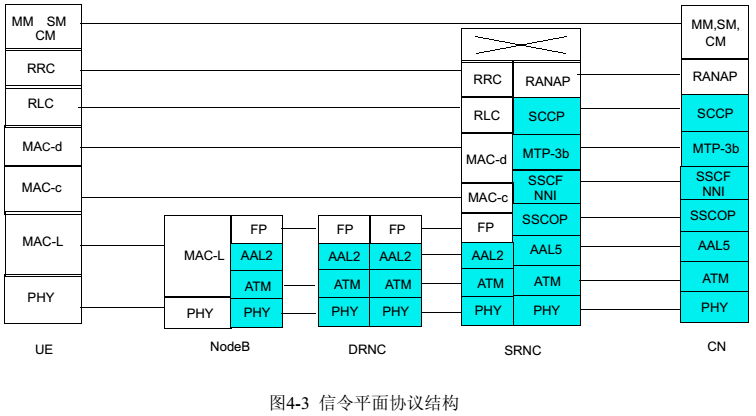 MM SM
CM
RRC
RLC
MAC-d
MAC-c
MAC-L
PHY
UE
MAC-L
PHY
FP
AAL2
ATM
PHY
NodeB
FP
AAL2
ATM
PHY
FP
AAL2
ATM
PHY
DRNC
RRC
RLC
MAC-d
MAC-c
FP
AAL2
ATM
PHY
RANAP
SCCP
MTP-3b
SSCF
NNI
SSCOP
AAL5
ATM
PHY
SRNC
MM,SM,
CM
RANAP
SCCP
MTP-3b
SSCF
NNI
SSCOP
AAL5
ATM
PHY
CN
图4-3 信令平面协议结构